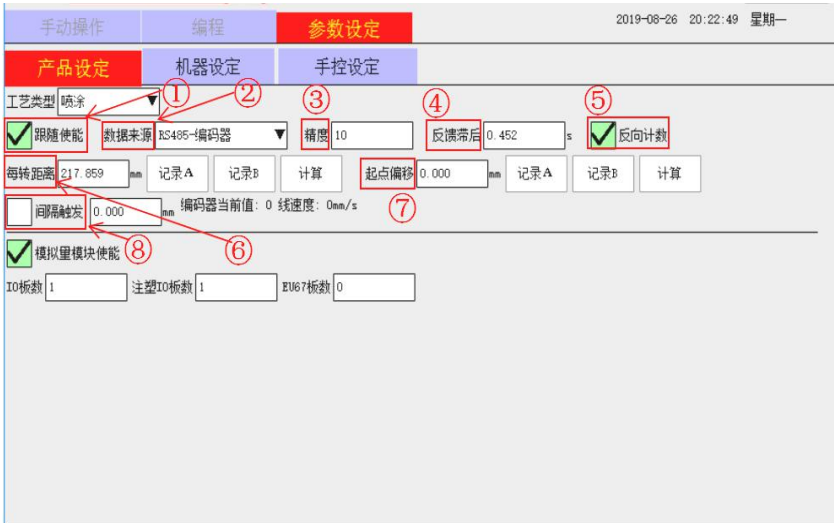 手动操作 编程 参数设定 2019-08-26 20:22:49 星期一
产品设定 机器设定 手控设定
工艺类型 喷涂 ▼ ① ② ③ ④ ⑤
跟随使能 数据来源 RS485-编码器 ▼ 精度 10 反馈滞后 0.452 s 反向计数
每转距离 217.859 mm 记录A 记录B 计算 起点偏移 0.000 mm 记录A 记录B 计算
间隔触发 0.000 mm 编码器当前值: 0 线速度: 0mm/s ⑦
模拟量模块使能 ⑧ ⑥
IO板数 1 注塑IO板数 1 EU67板数 0